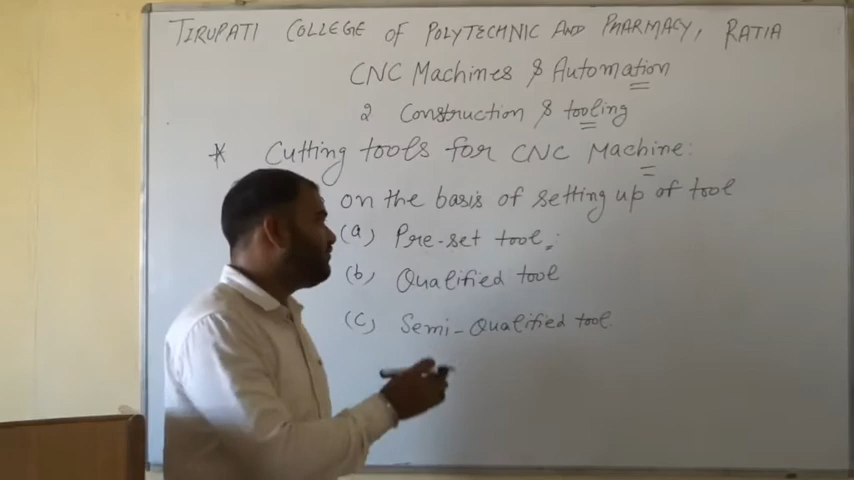 TIRUPATI COLLEGE OF POLYTECHNIC AND PHARMACY, RATIA
CNC Machines & Automation
2 Construction & tooling
* Cutting tools for CNC Machine:
on the basis of setting up of tool
(a) Pre-set tool.:
(b) Qualified tool
(c) Semi-Qualified tool.